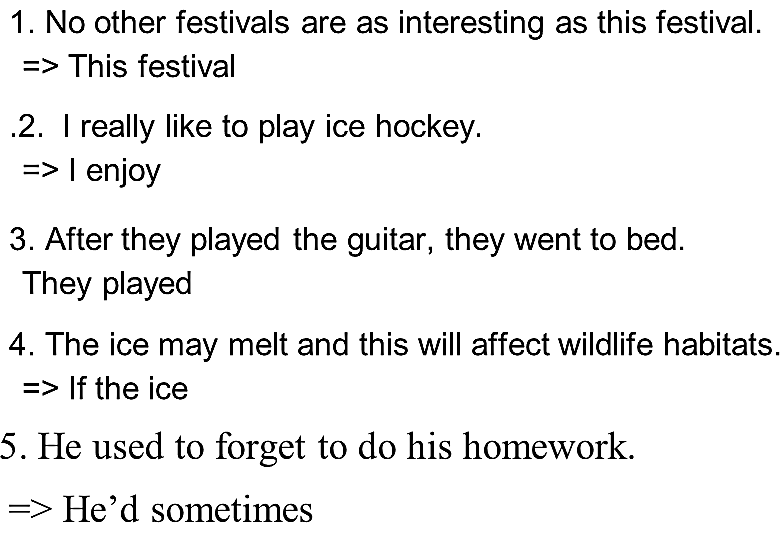 1. No other festivals are as interesting as this festival.
=> This festival
.2. I really like to play ice hockey.
=> I enjoy
3. After they played the guitar, they went to bed.
They played
4. The ice may melt and this will affect wildlife habitats.
=> If the ice
5. He used to forget to do his homework.
=> He’d sometimes